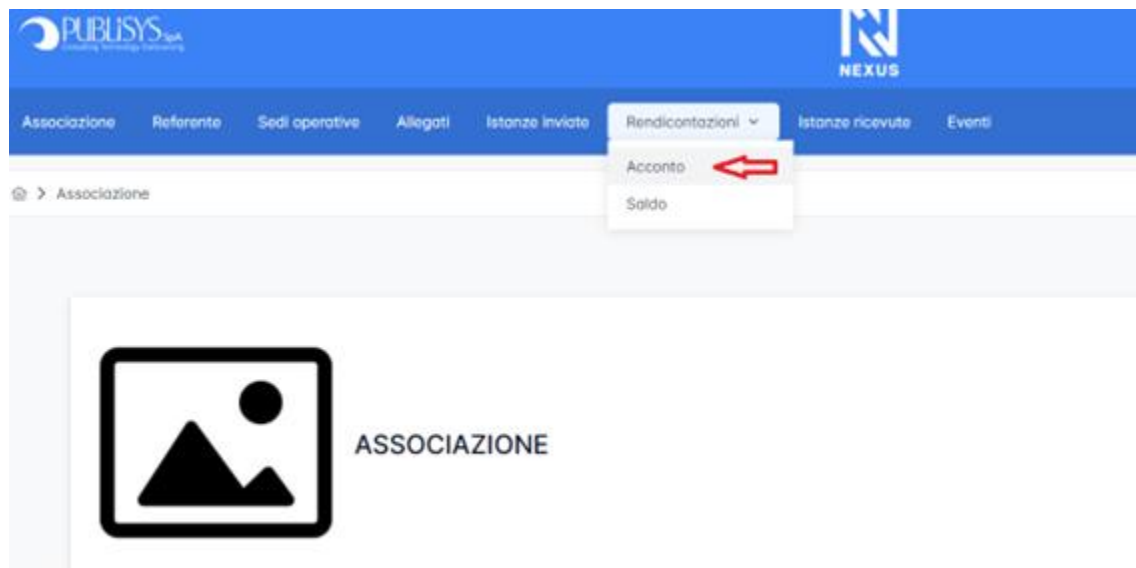 PUBLISYS SpA
Consulting Technology Outsourcing
NEXUS
Associazione Referente Sedi operative Allegati Istanze inviate Rendicontazioni Istanze ricevute Eventi
Acconto
Saldo
> Associazione
ASSOCIAZIONE